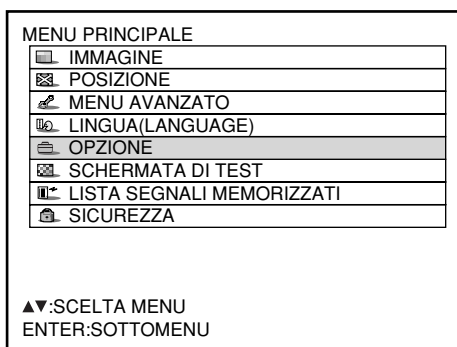 MENU PRINCIPALE
IMMAGINE
POSIZIONE
MENU AVANZATO
LINGUA(LANGUAGE)
OPZIONE
SCHERMATA DI TEST
LISTA SEGNALI MEMORIZZATI
SICUREZZA
▲▼:SCELTA MENU
ENTER:SOTTOMENU